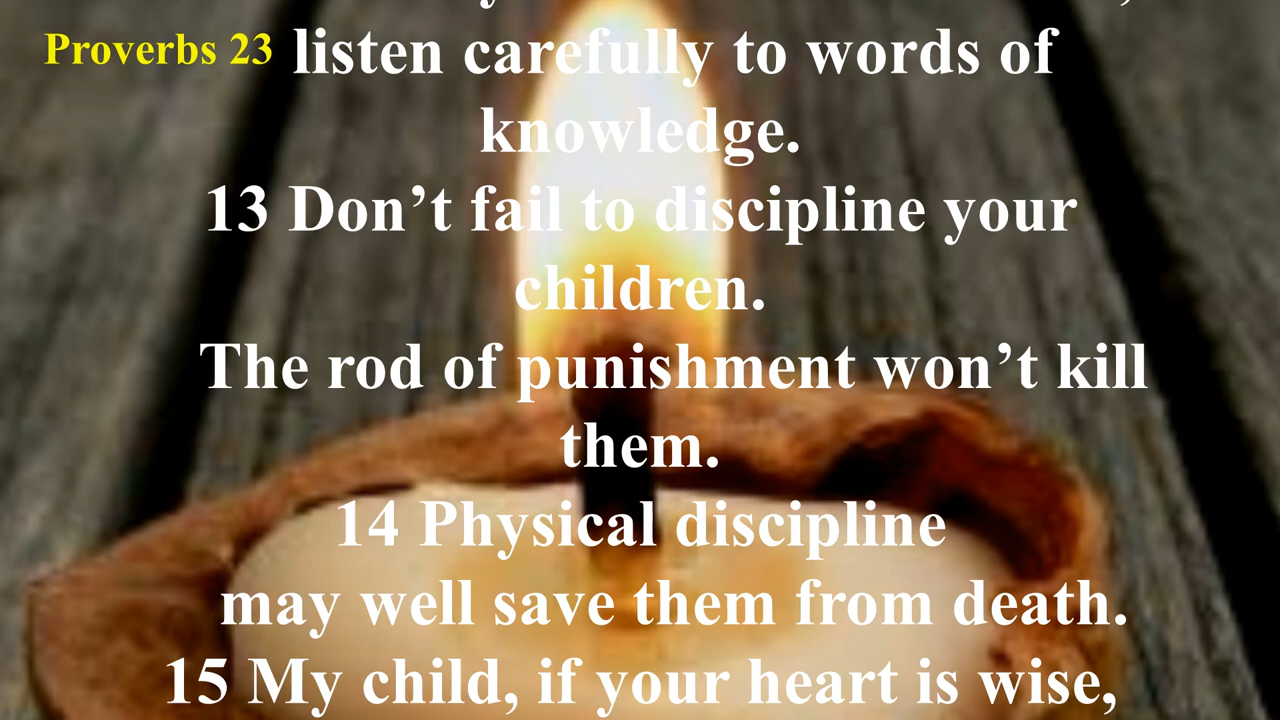 Proverbs 23
listen carefully to words of
knowledge.
13 Don’t fail to discipline your
children.
The rod of punishment won’t kill
them.
14 Physical discipline
may well save them from death.
15 My child, if your heart is wise,